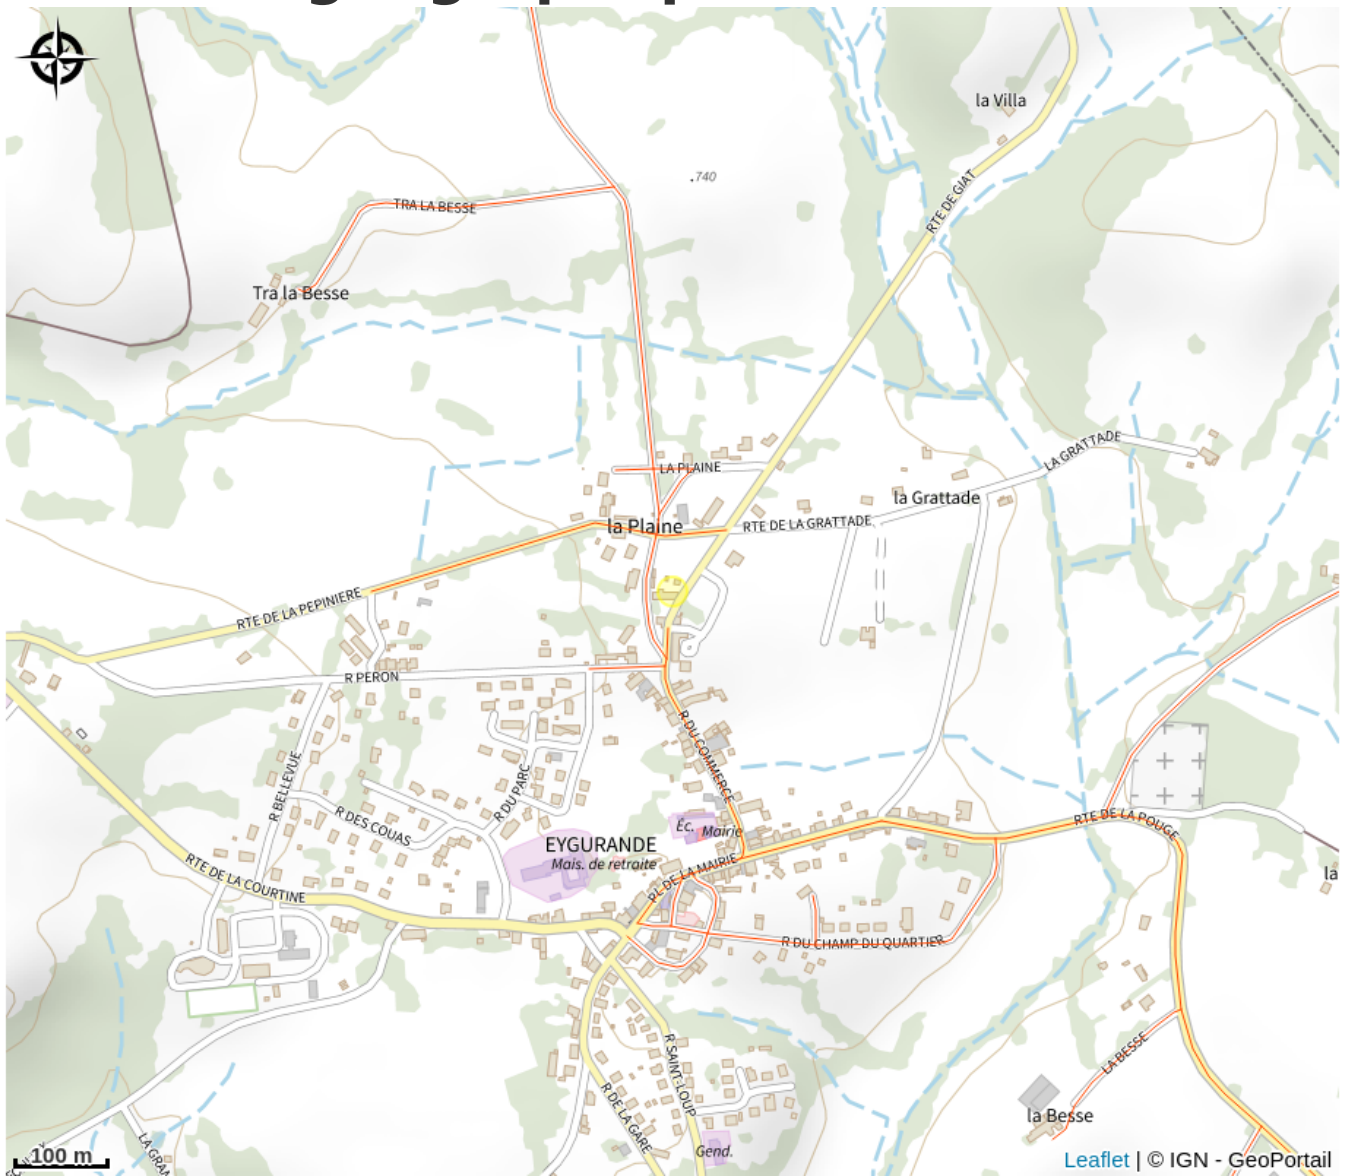 la Villa
.740
RTE DE GIAT
TRA LA BESSE
Tra la Besse
LA GRATTADE
LA PLAINE
la Grattade
la Plaine
RTE DE LA GRATTADE
RTE DE LA PEPINIERE
R PERON
R DU COMMERCE
R BELLEVUE
R DU PARC
R DES COUAS
RTE DE LA POUGE
Éc.
Mairie
EYGURANDE
Mais. de retraite
PL DE LA MAIRIE
RTE DE LA COURTINE
la
R DU CHAMP DU QUARTIER
R SAINT-LOUP
LA BESSE
R DE LA GARE
la Besse
LA GRAN
Gend.
100 m
Leaflet | © IGN - GeoPortail